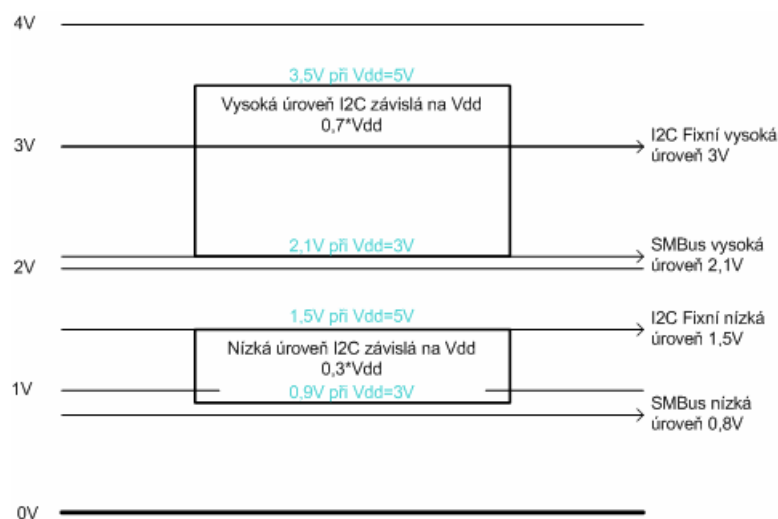 4V
3,5V při Vdd=5V
Vysoká úroveň I2C závislá na Vdd
0,7*Vdd
3V
I2C Fixní vysoká
úroveň 3V
2,1V při Vdd=3V
SMBus vysoká
úroveň 2,1V
2V
1,5V při Vdd=5V
I2C Fixní nízká
úroveň 1,5V
Nízká úroveň I2C závislá na Vdd
0,3*Vdd
1V
0,9V při Vdd=3V
SMBus nízká
úroveň 0,8V
0V